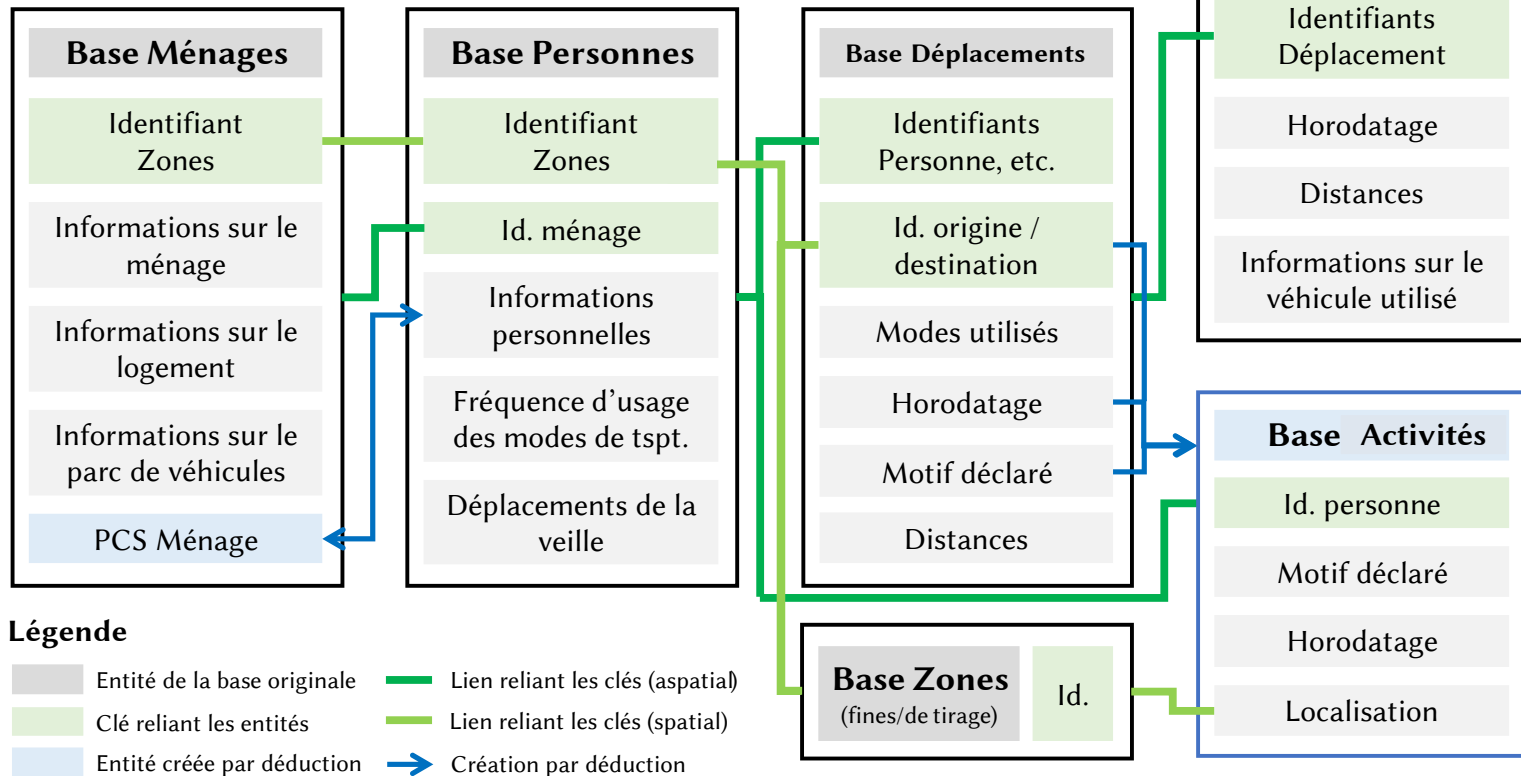 Base Ménages
Identifiant
Zones
Informations sur le
ménage
Informations sur le
logement
Informations sur le
parc de véhicules
PCS Ménage
Base Personnes
Identifiant
Zones
Id. ménage
Informations
personnelles
Fréquence d’usage
des modes de tspt.
Déplacements de la
veille
Base Déplacements
Identifiants
Personne, etc.
Id. origine /
destination
Modes utilisés
Horodatage
Motif déclaré
Distances
Identifiants
Déplacement
Horodatage
Distances
Informations sur le
véhicule utilisé
Base Activités
Id. personne
Motif déclaré
Horodatage
Localisation
Base Zones
(fines/de tirage)
Id.
Légende
Entité de la base originale
Clé reliant les entités
Entité créée par déduction
Lien reliant les clés (aspatial)
Lien reliant les clés (spatial)
Création par déduction